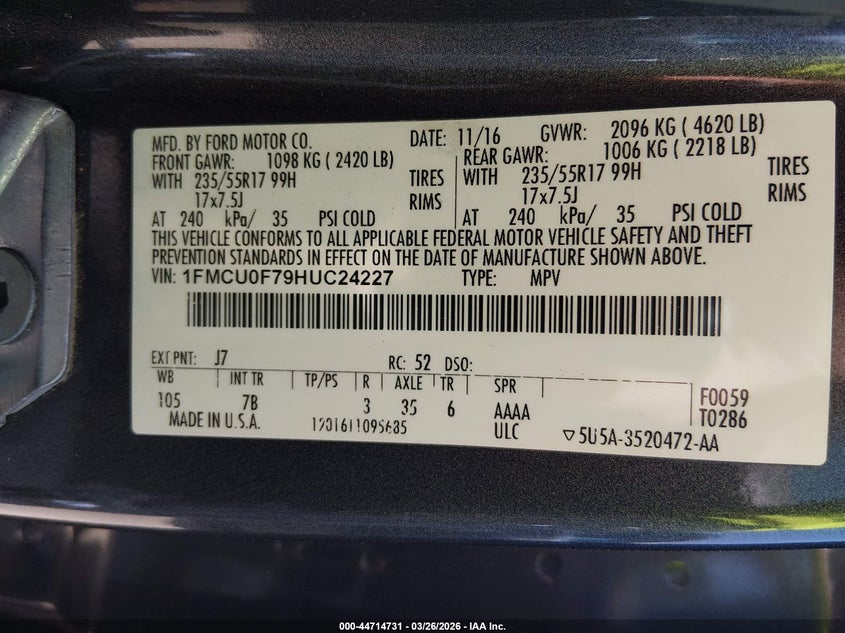 MFD. BY FORD MOTOR CO. DATE: 11/16 GVWR: 2096 KG ( 4620 LB)
FRONT GAWR: 1098 KG ( 2420 LB) REAR GAWR: 1006 KG ( 2218 LB)
WITH 235/55R17 99H TIRES WITH 235/55R17 99H TIRES
17x7.5J RIMS 17x7.5J RIMS
AT 240 kPa/ 35 PSI COLD AT 240 kPa/ 35 PSI COLD
THIS VEHICLE CONFORMS TO ALL APPLICABLE FEDERAL MOTOR VEHICLE SAFETY AND THEFT
PREVENTION STANDARDS IN EFFECT ON THE DATE OF MANUFACTURE SHOWN ABOVE.
VIN: 1FMCU0F79HUC24227 TYPE: MPV
EXT PNT: J7 RC: 52 DSO:
WB INT TR TP/PS R AXLE TR SPR
105 7B 3 35 6 AAAA F0059
ULC T0286
MADE IN U.S.A. ▽5U5A-3520472-AA
000-44714731 | 03/26/2026 - IAA Inc.